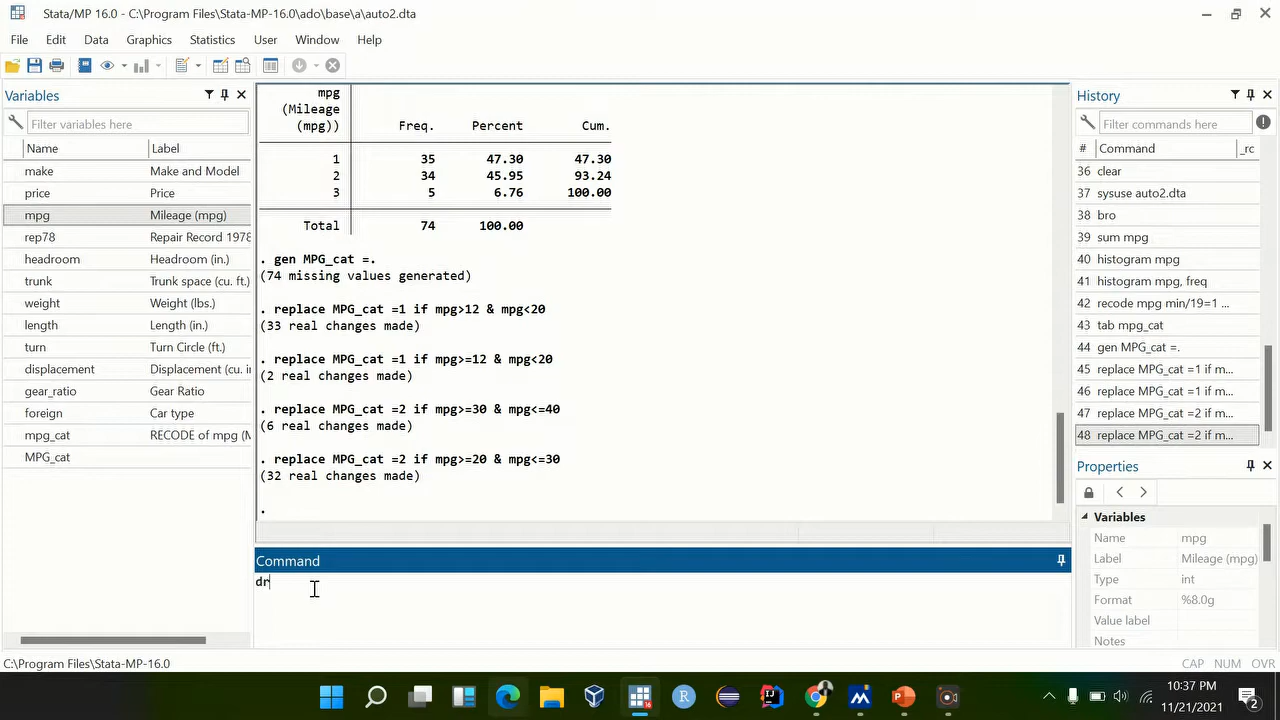 Stata/MP 16.0 - C:\Program Files\Stata-MP-16.0\ado\base\a\auto2.dta
File Edit Data Graphics Statistics User Window Help
Variables
Filter variables here
Name Label
make Make and Model
price Price
mpg Mileage (mpg)
rep78 Repair Record 1978
headroom Headroom (in.)
trunk Trunk space (cu. ft.)
weight Weight (lbs.)
length Length (in.)
turn Turn Circle (ft.)
displacement Displacement (cu. i
gear_ratio Gear Ratio
foreign Car type
mpg_cat RECODE of mpg (M
MPG_cat
mpg
(Mileage
(mpg)) Freq. Percent Cum.
1 35 47.30 47.30
2 34 45.95 93.24
3 5 6.76 100.00
Total 74 100.00
. gen MPG_cat =.
(74 missing values generated)
. replace MPG_cat =1 if mpg>12 & mpg<20
(33 real changes made)
. replace MPG_cat =1 if mpg>=12 & mpg<20
(2 real changes made)
. replace MPG_cat =2 if mpg>=30 & mpg<=40
(6 real changes made)
. replace MPG_cat =2 if mpg>=20 & mpg<=30
(32 real changes made)
.
Command
dr
History
Filter commands here
# Command _rc
36 clear
37 sysuse auto2.dta
38 bro
39 sum mpg
40 histogram mpg
41 histogram mpg, freq
42 recode mpg min/19=1 ...
43 tab mpg_cat
44 gen MPG_cat =.
45 replace MPG_cat =1 if m...
46 replace MPG_cat =1 if m...
47 replace MPG_cat =2 if m...
48 replace MPG_cat =2 if m...
Properties
Variables
Name mpg
Label Mileage (mpg)
Type int
Format %8.0g
Value label
Notes
C:\Program Files\Stata-MP-16.0
CAP NUM OVR
10:37 PM
11/21/2021